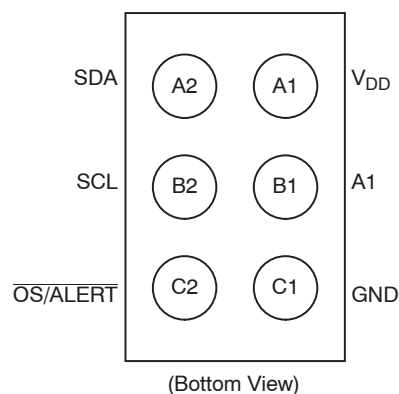 SDA A2 A1 VDD
SCL B2 B1 A1
OS/ALERT C2 C1 GND
(Bottom View)